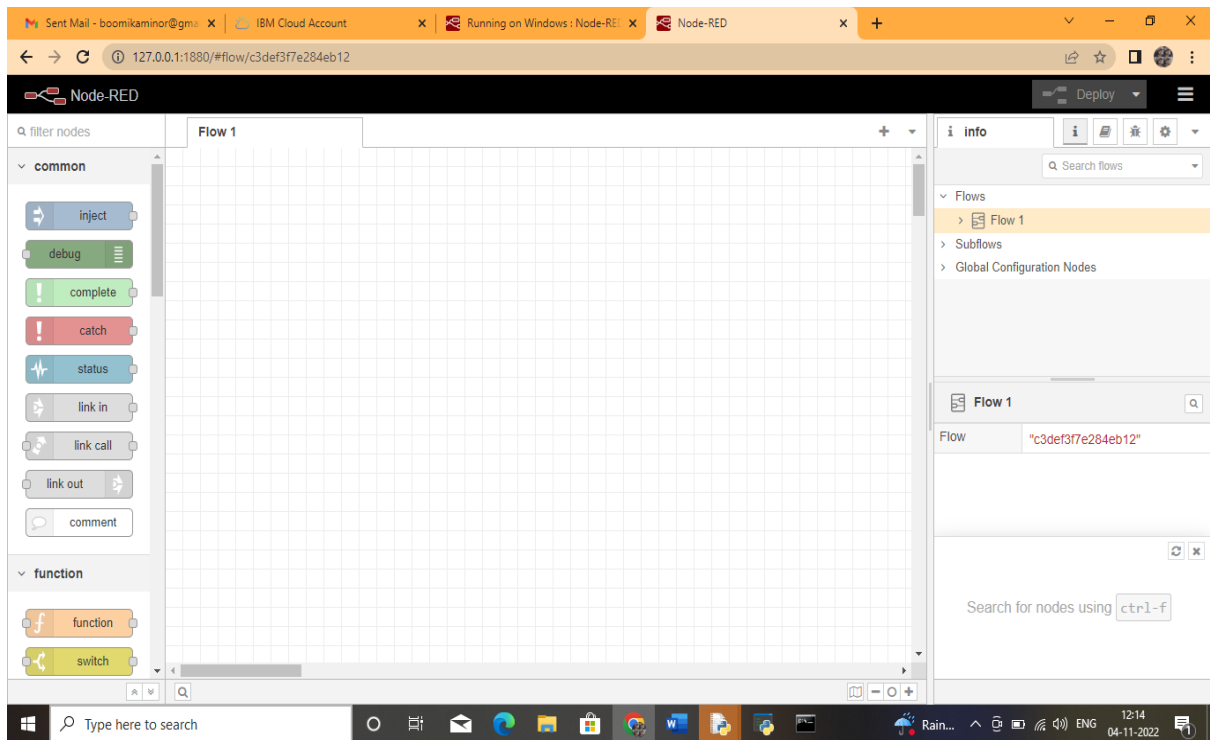 Sent Mail - boomikaminor@gma
IBM Cloud Account
Running on Windows : Node-RED
Node-RED
127.0.0.1:1880/#flow/c3def3f7e284eb12
Node-RED
Deploy
filter nodes
Flow 1
info
common
Search flows
inject
Flows
Flow 1
debug
Subflows
Global Configuration Nodes
complete
catch
status
link in
Flow 1
link call
Flow
"c3def3f7e284eb12"
link out
comment
function
Search for nodes using ctrl-f
function
switch
Type here to search
Rain...
ENG
12:14
04-11-2022
1